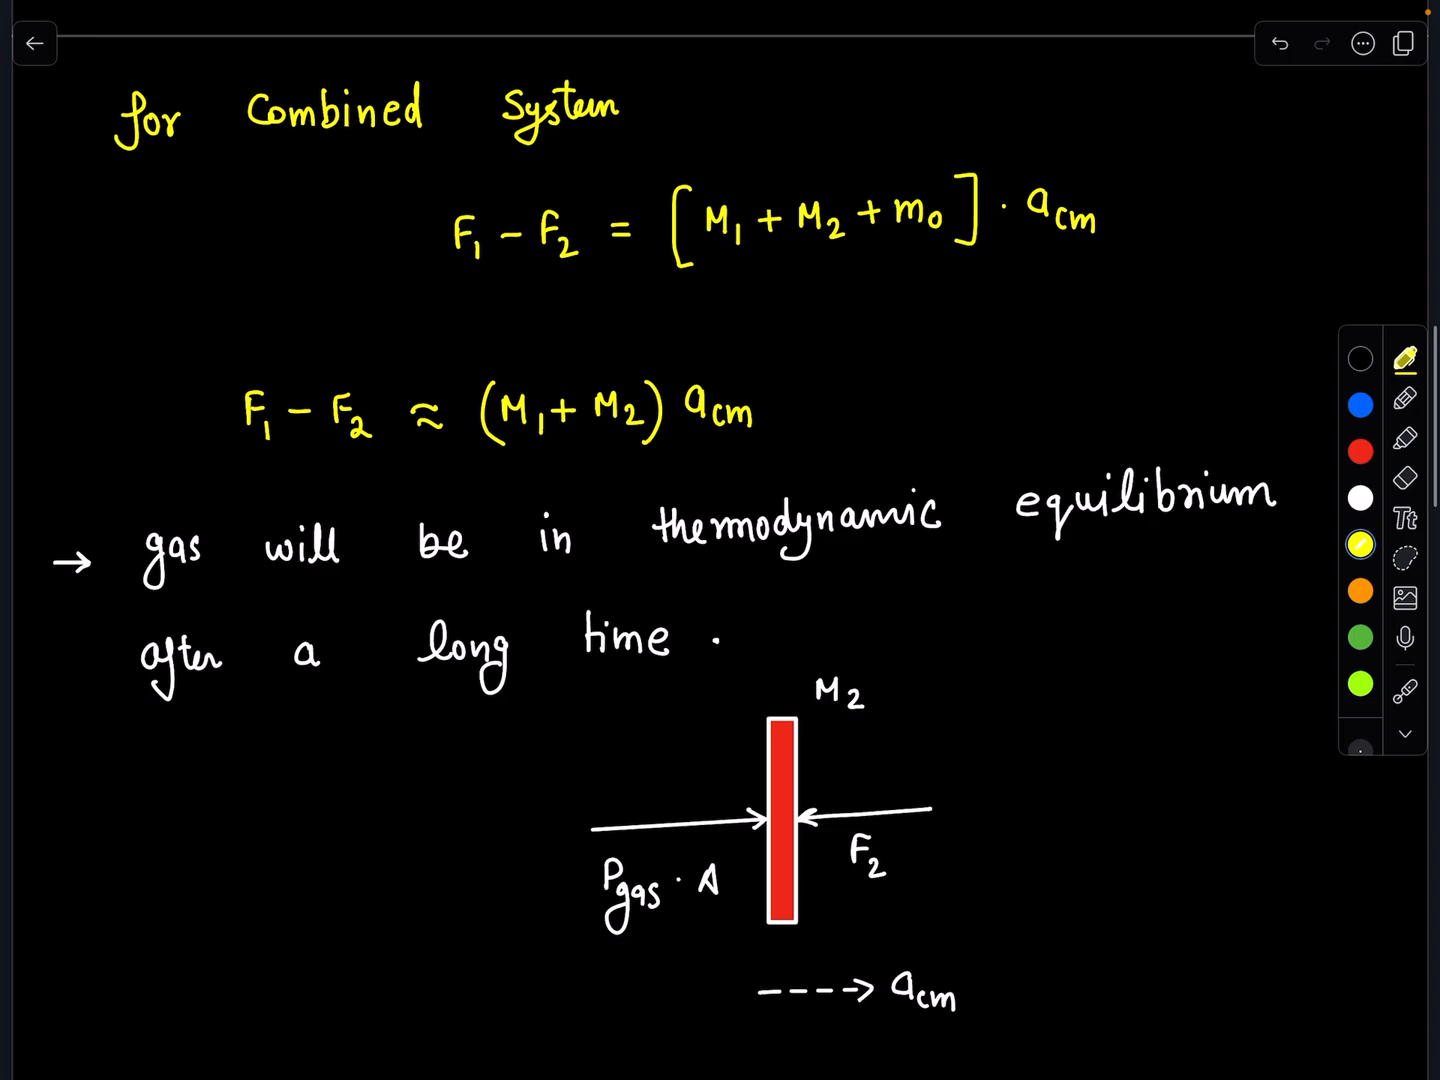 for Combined System
F₁ - F₂ = [M₁ + M₂ + m₀] · a_cm
F₁ - F₂ ≈ (M₁ + M₂) a_cm
→ gas will be in thermodynamic equilibrium
after a long time .
M₂
P_gas · A
F₂
----> a_cm
Tt